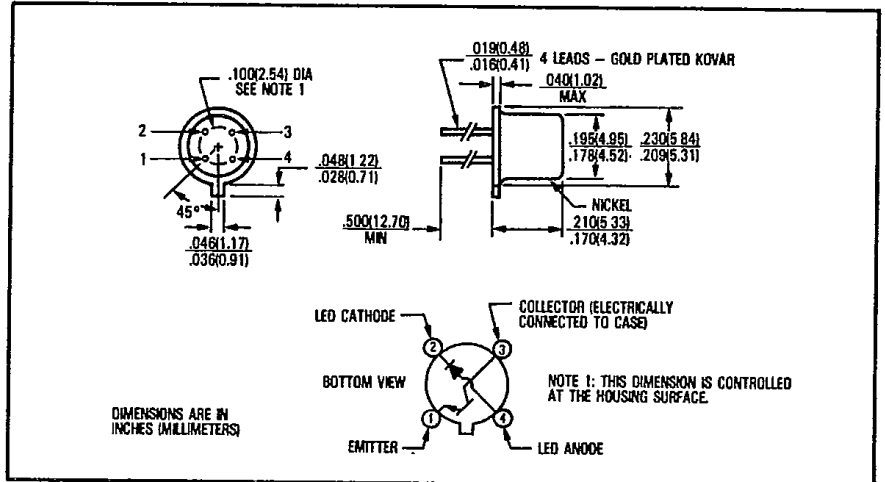 .100(2.54) DIA
SEE NOTE 1
2
3
1
4
45°
.048(1 22)
.028(0.71)
.046(1.17)
.036(0.91)
.019(0.48)
.016(0.41)
4 LEADS – GOLD PLATED KOVAR
.040(1.02)
MAX
.195(4.95)
.178(4.52)
.230(5 84)
.209(5.31)
NICKEL
.500(12.70)
MIN
.210(5 33)
.170(4.32)
LED CATHODE
COLLECTOR (ELECTRICALLY
CONNECTED TO CASE)
2
3
BOTTOM VIEW
NOTE 1: THIS DIMENSION IS CONTROLLED
AT THE HOUSING SURFACE.
DIMENSIONS ARE IN
INCHES (MILLIMETERS)
1
4
EMITTER
LED ANODE